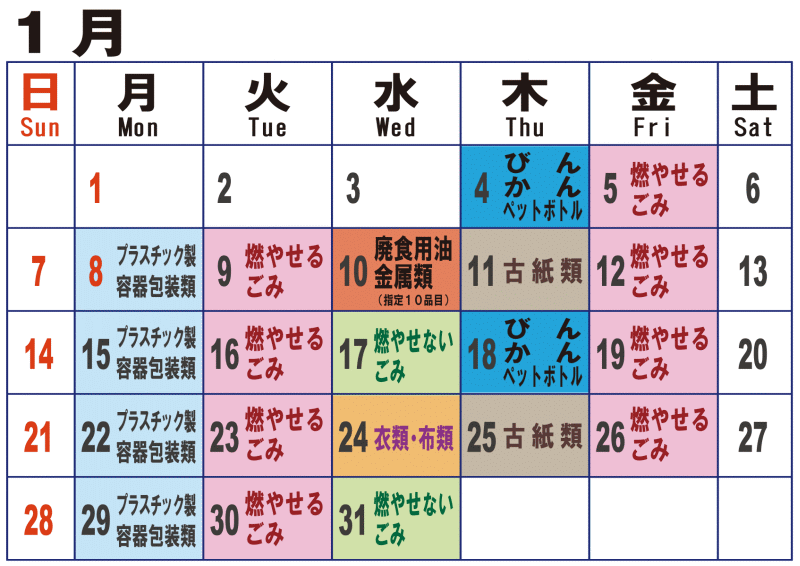 1月
日 月 火 水 木 金 土
Sun Mon Tue Wed Thu Fri Sat
1
2
3
4 びん
かん
ペットボトル
5 燃やせる
ごみ
6
7
8 プラスチック製
容器包装類
9 燃やせる
ごみ
10 廃食用油
金属類
（指定10品目）
11 古紙類
12 燃やせる
ごみ
13
14
15 プラスチック製
容器包装類
16 燃やせる
ごみ
17 燃やせない
ごみ
18 びん
かん
ペットボトル
19 燃やせる
ごみ
20
21
22 プラスチック製
容器包装類
23 燃やせる
ごみ
24 衣類・布類
25 古紙類
26 燃やせる
ごみ
27
28
29 プラスチック製
容器包装類
30 燃やせる
ごみ
31 燃やせない
ごみ